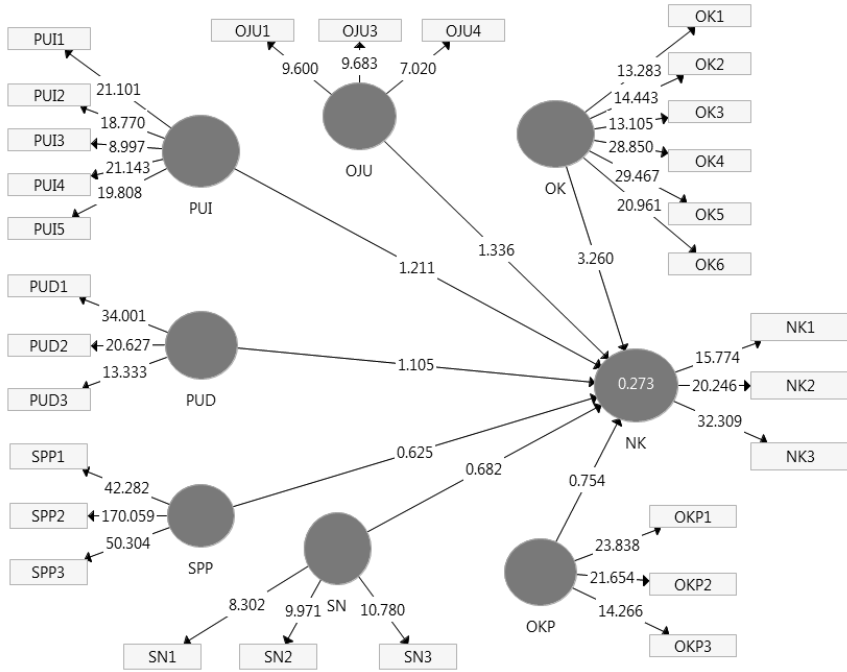 PUI1
PUI2
PUI3
PUI4
PUI5
21.101
18.770
8.997
21.143
19.808
PUI
OJU1
OJU3
OJU4
9.600
9.683
7.020
OJU
OK1
OK2
OK3
OK4
OK5
OK6
13.283
14.443
13.105
28.850
29.467
20.961
OK
1.211
1.336
3.260
PUD1
PUD2
PUD3
34.001
20.627
13.333
PUD
1.105
0.273
NK
15.774
20.246
32.309
NK1
NK2
NK3
SPP1
SPP2
SPP3
42.282
170.059
50.304
SPP
0.625
0.682
0.754
SN
8.302
9.971
10.780
SN1
SN2
SN3
OKP
23.838
21.654
14.266
OKP1
OKP2
OKP3